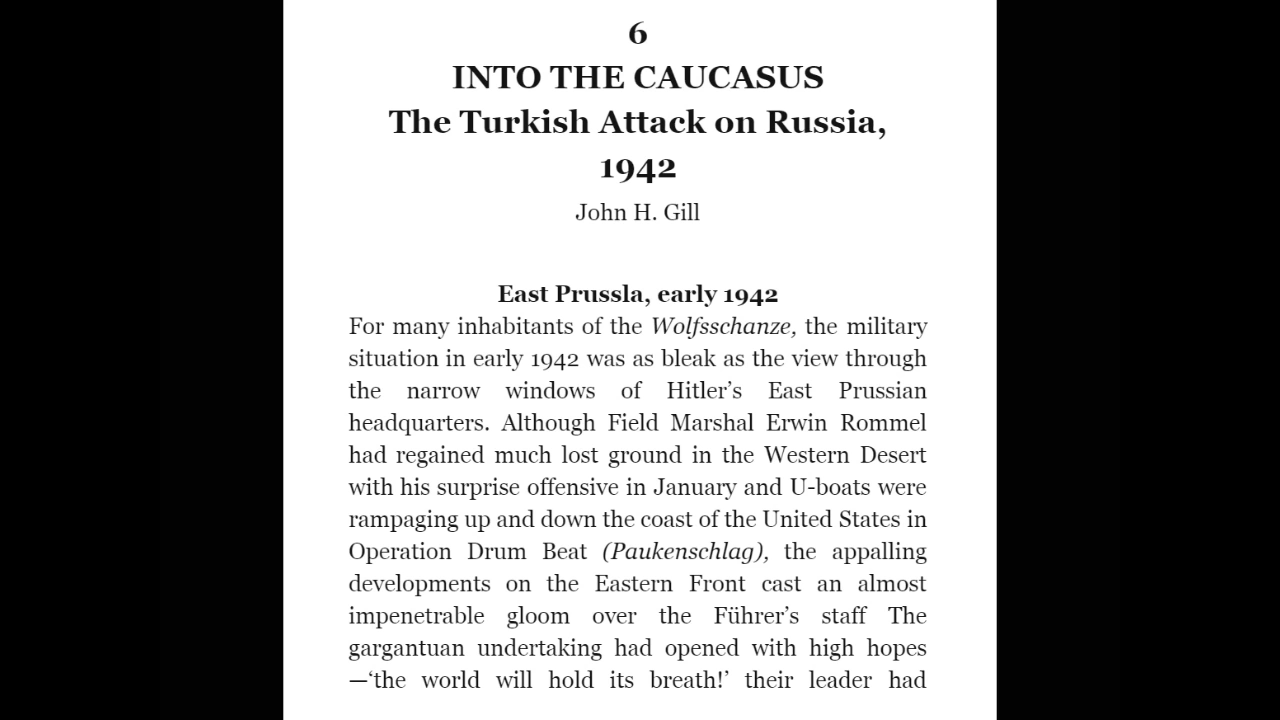 6
INTO THE CAUCASUS
The Turkish Attack on Russia,
1942
John H. Gill
East Prussla, early 1942
For many inhabitants of the Wolfsschanze, the military
situation in early 1942 was as bleak as the view through
the narrow windows of Hitler’s East Prussian
headquarters. Although Field Marshal Erwin Rommel
had regained much lost ground in the Western Desert
with his surprise offensive in January and U-boats were
rampaging up and down the coast of the United States in
Operation Drum Beat (Paukenschlag), the appalling
developments on the Eastern Front cast an almost
impenetrable gloom over the Führer’s staff The
gargantuan undertaking had opened with high hopes
—‘the world will hold its breath!’ their leader had